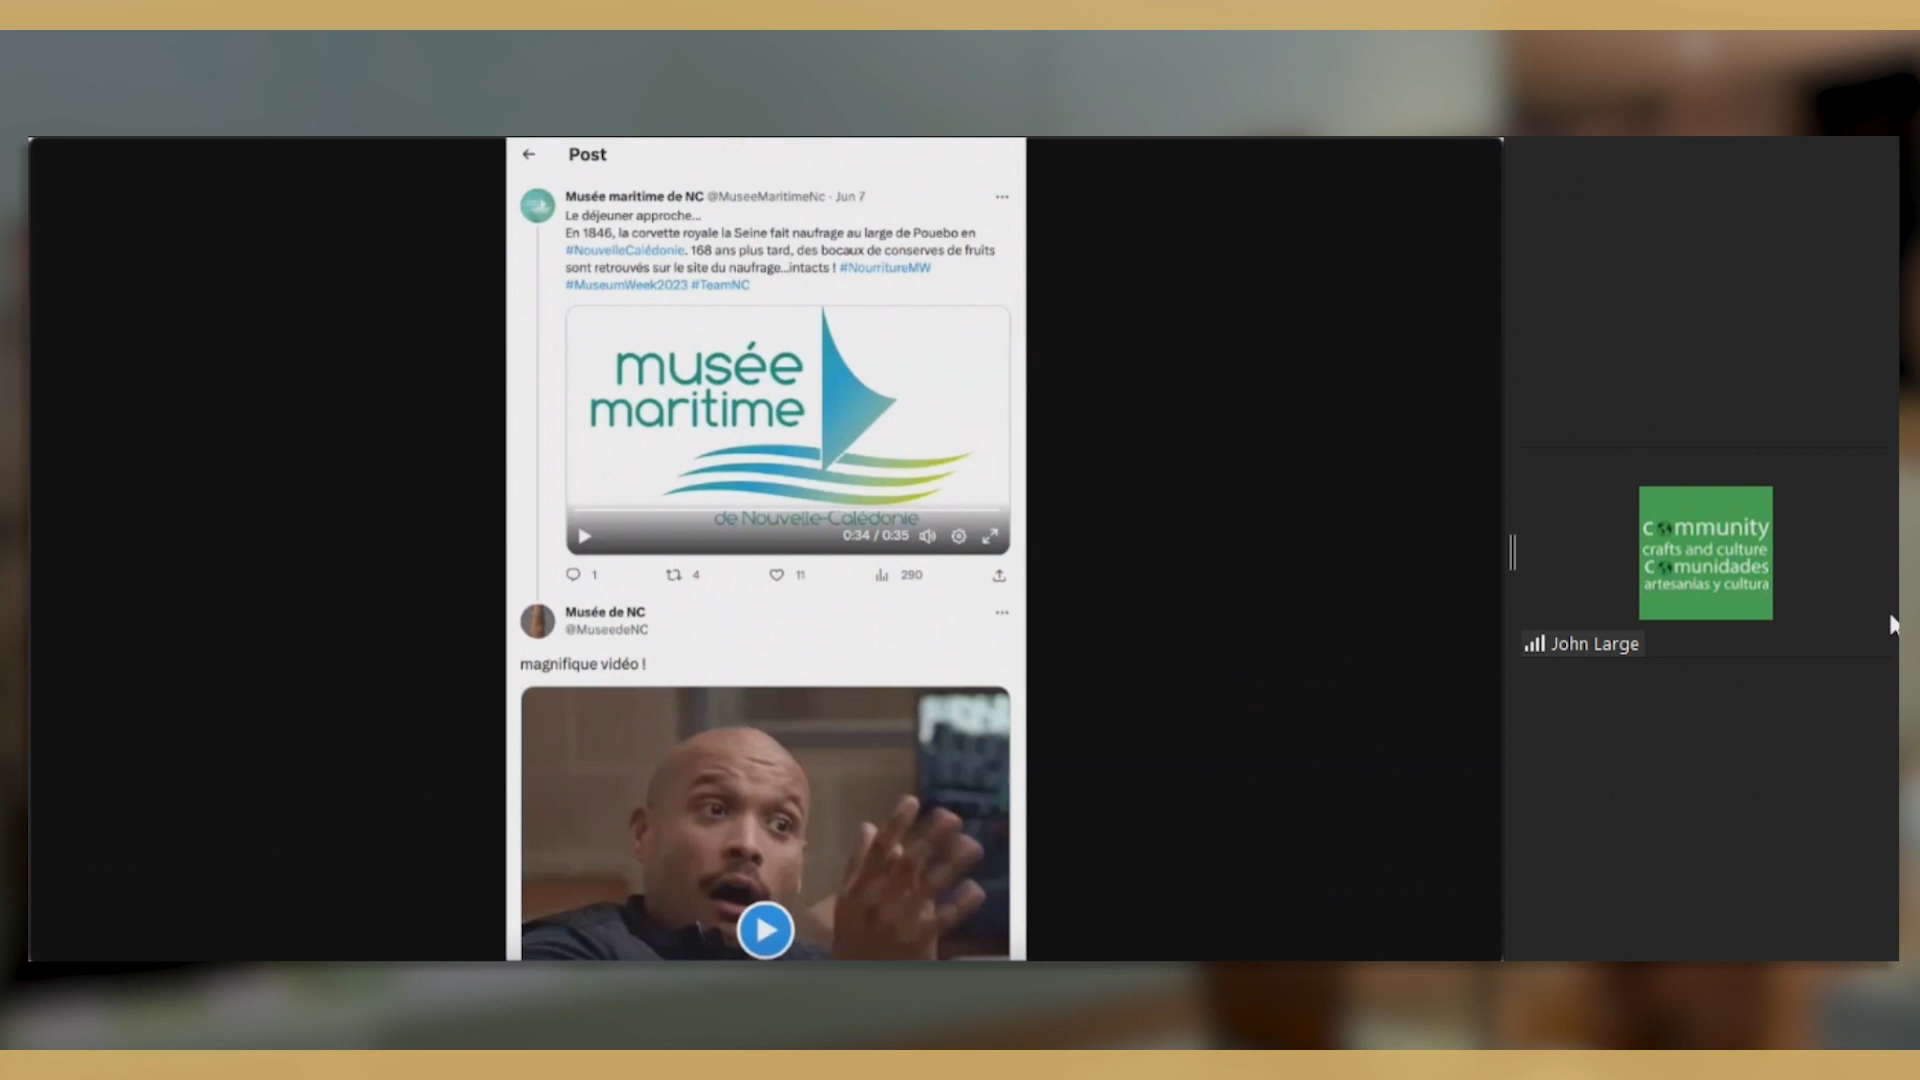 Post
Musée maritime de NC @MuseeMaritimeNc · Jun 7
Le déjeuner approche...
En 1846, la corvette royale la Seine fait naufrage au large de Pouebo en
#NouvelleCalédonie. 168 ans plus tard, des bocaux de conserves de fruits
sont retrouvés sur le site du naufrage...intacts ! #NourritureMW
#MuseumWeek2023 #TeamNC
musée
maritime
de Nouvelle-Calédonie
0:34 / 0:35
1 4 11 290
Musée de NC
@MuseedeNC
magnifique vidéo !
community
crafts and culture
comunidades
artesanías y cultura
John Large